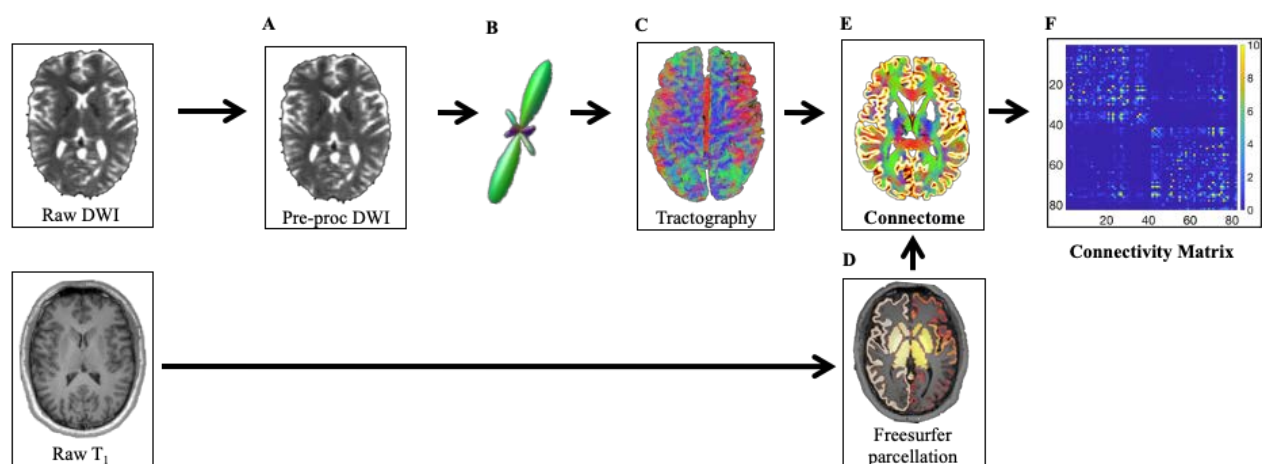 A
B
C
E
F
Raw DWI
Pre-proc DWI
Tractography
Connectome
10
8
6
4
2
0
20
40
60
80
20 40 60 80
Connectivity Matrix
D
Raw T₁
Freesurfer
parcellation